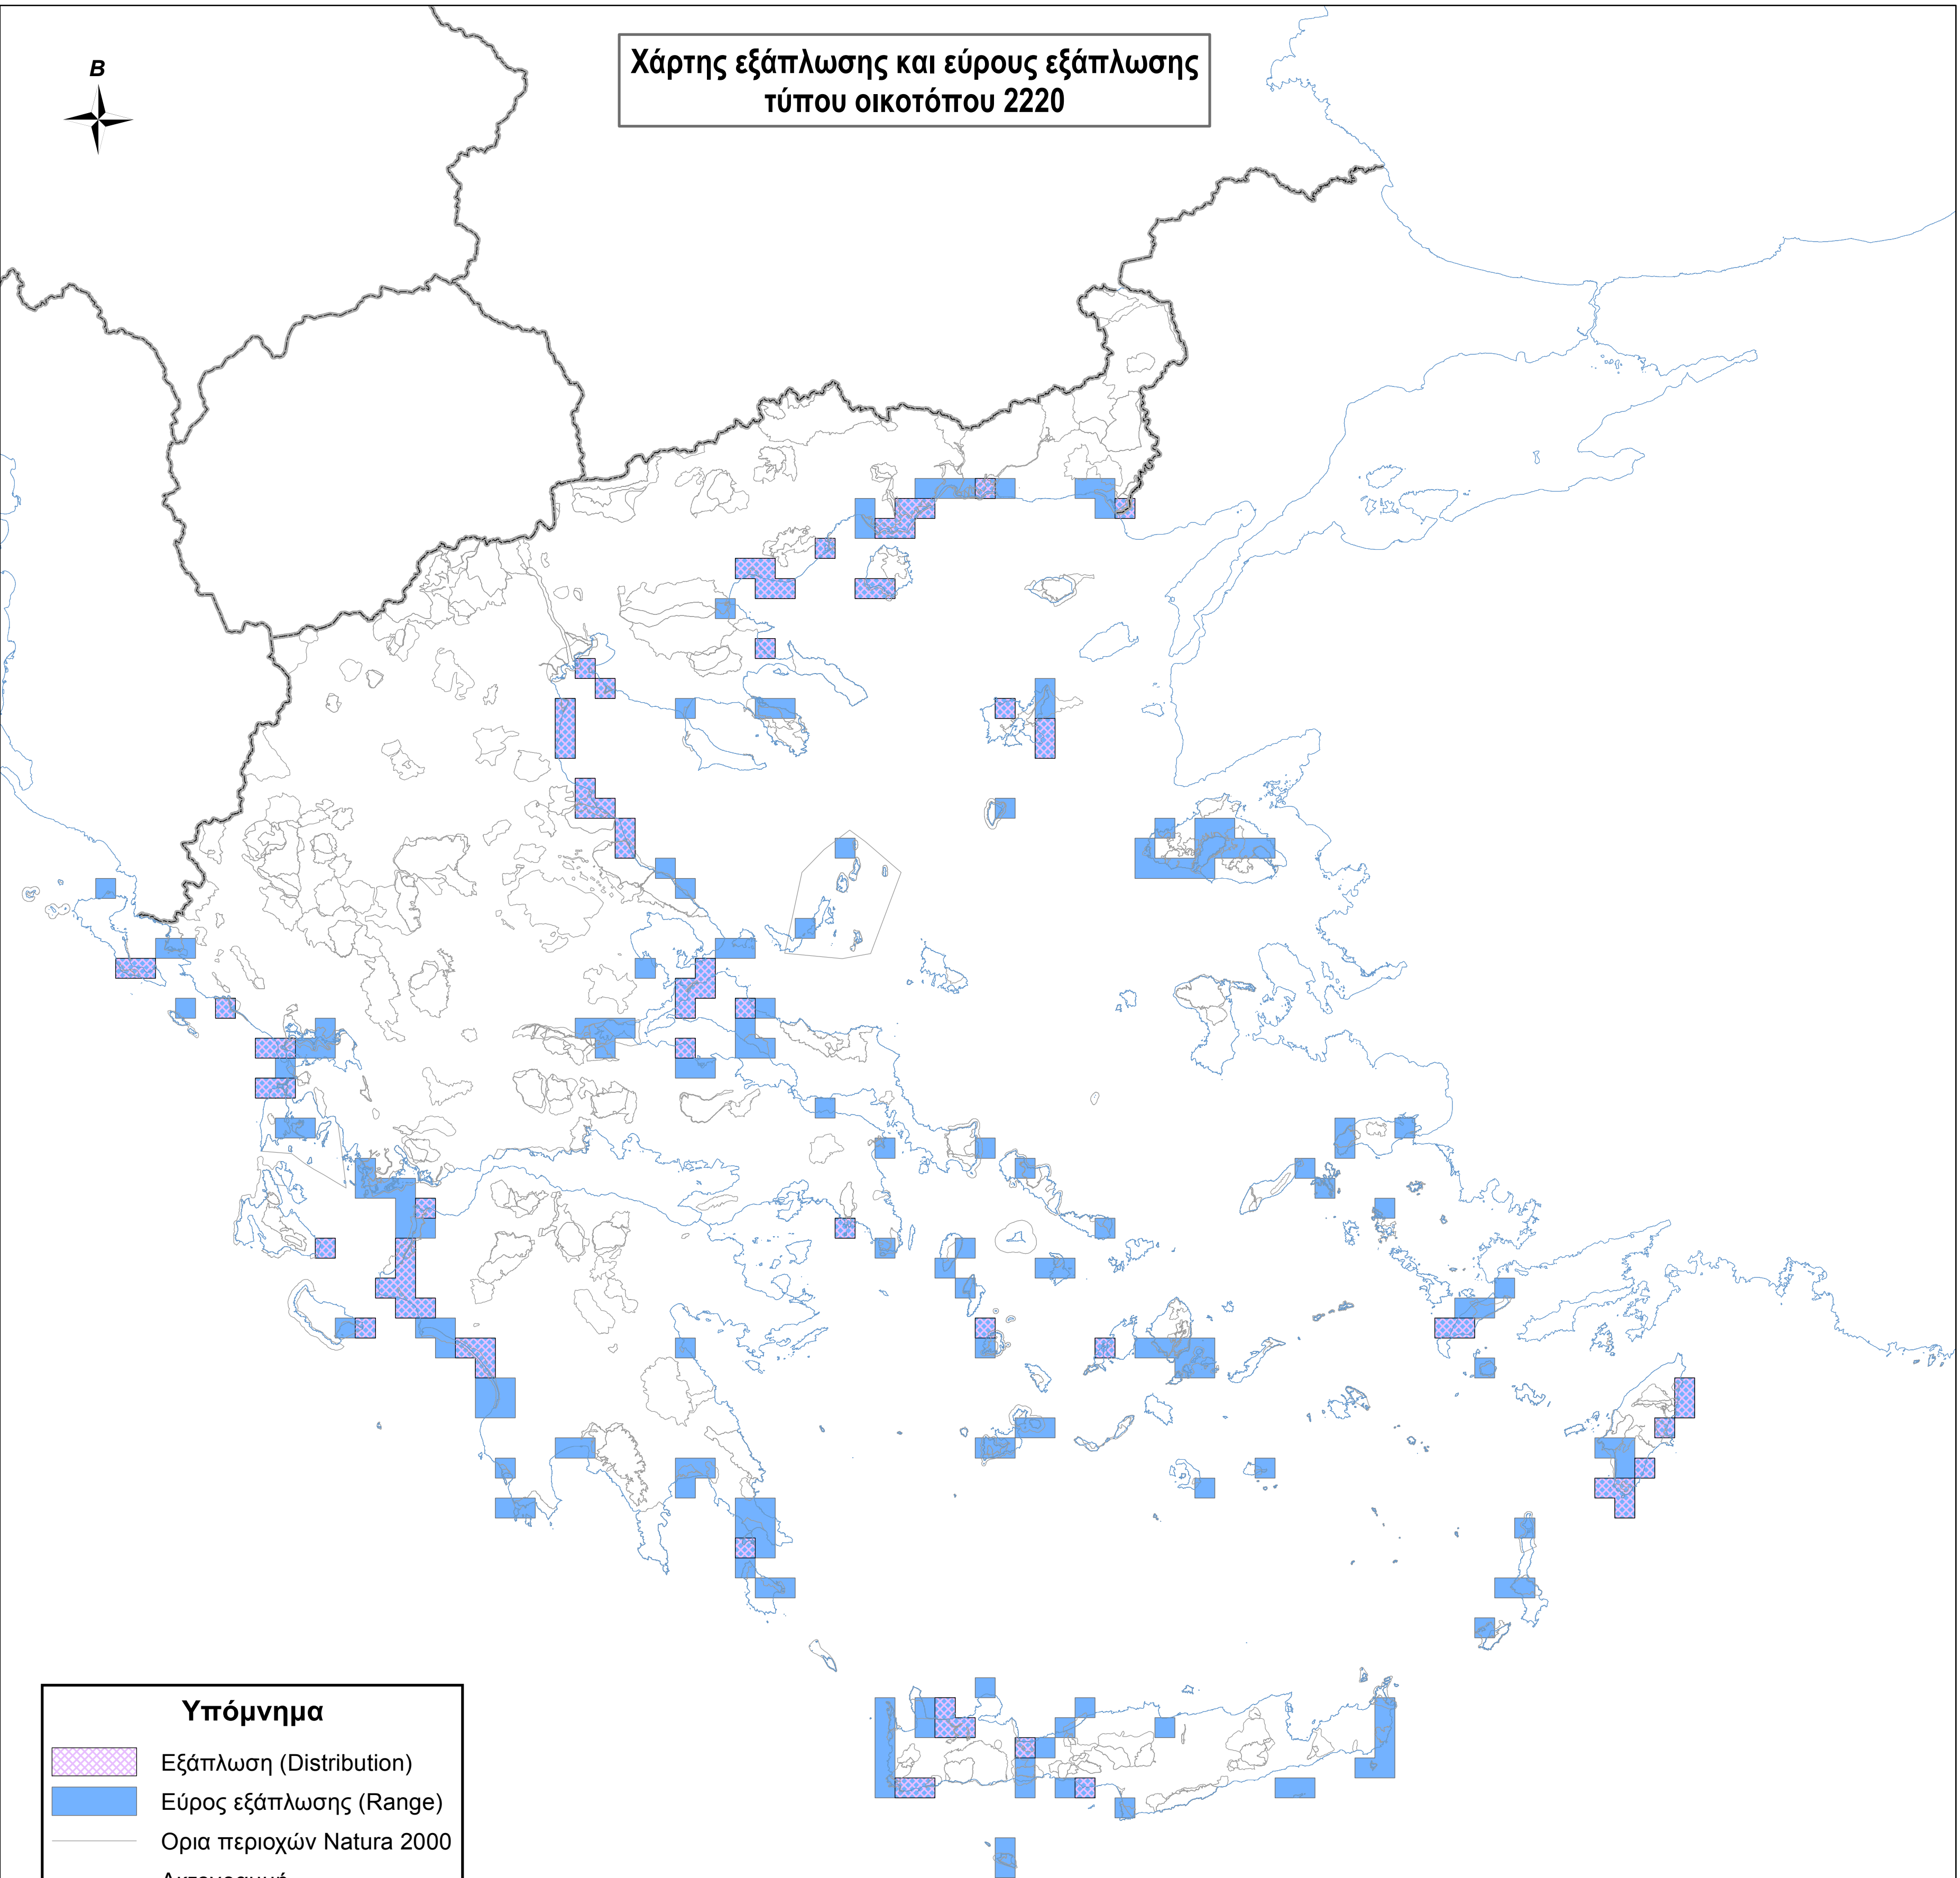 Β
Χάρτης εξάπλωσης και εύρους εξάπλωσης
τύπου οικοτόπου 2220
Υπόμνημα
Εξάπλωση (Distribution)
Εύρος εξάπλωσης (Range)
Ορια περιοχών Natura 2000